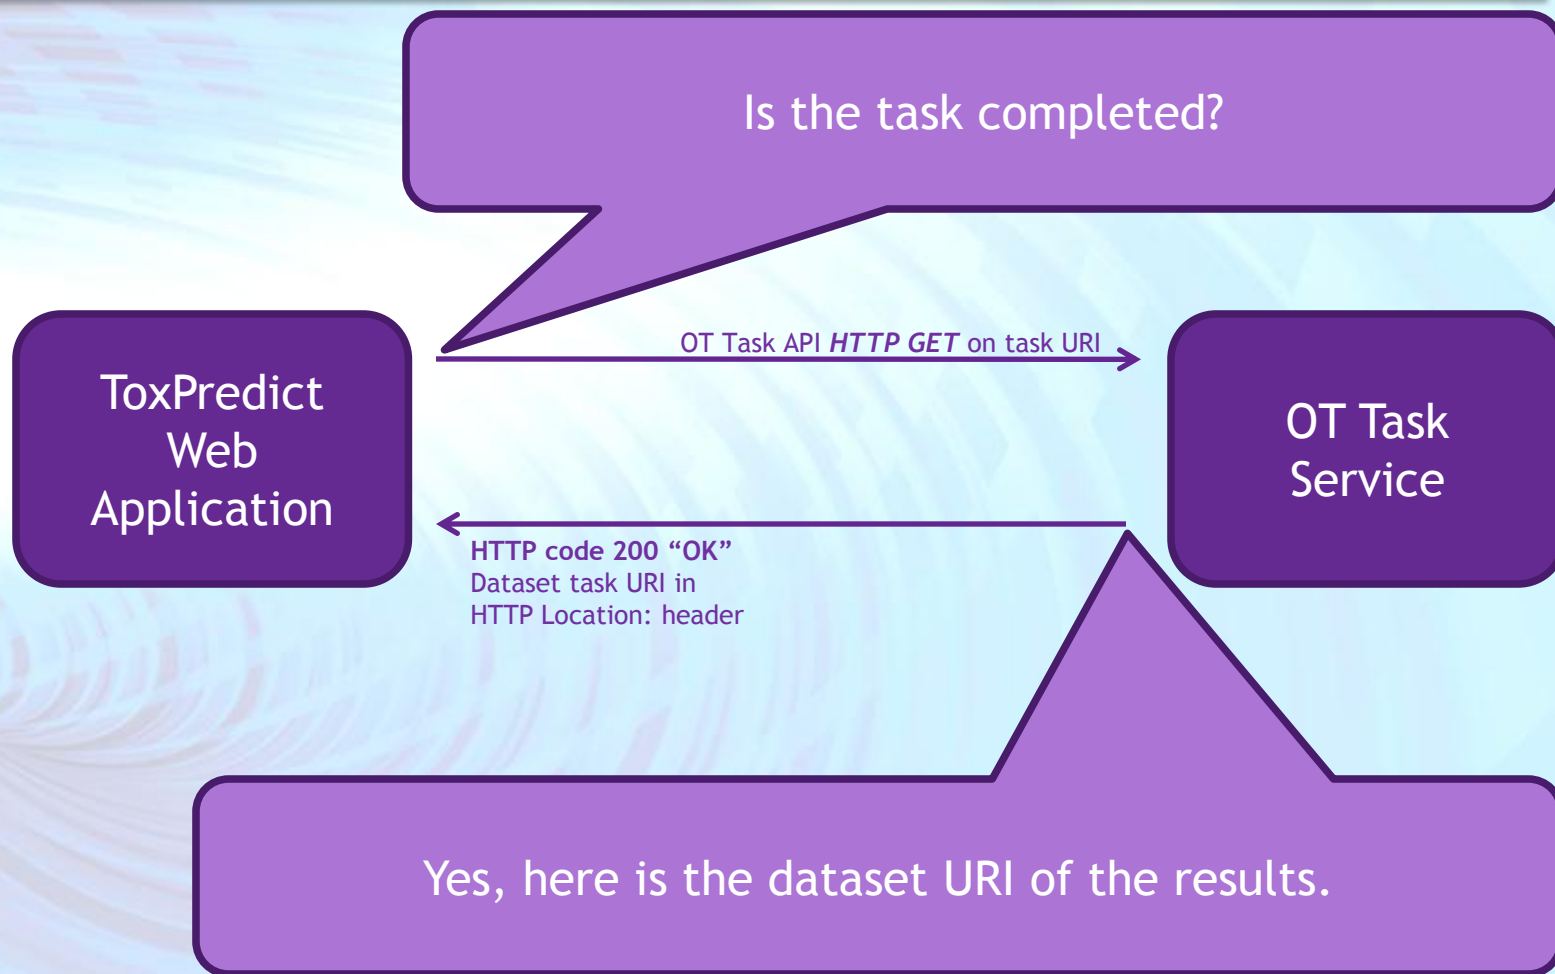 Is the task completed?
OT Task API HTTP GET on task URI
ToxPredict
Web
Application
OT Task
Service
HTTP code 200 “OK”
Dataset task URI in
HTTP Location: header
Yes, here is the dataset URI of the results.